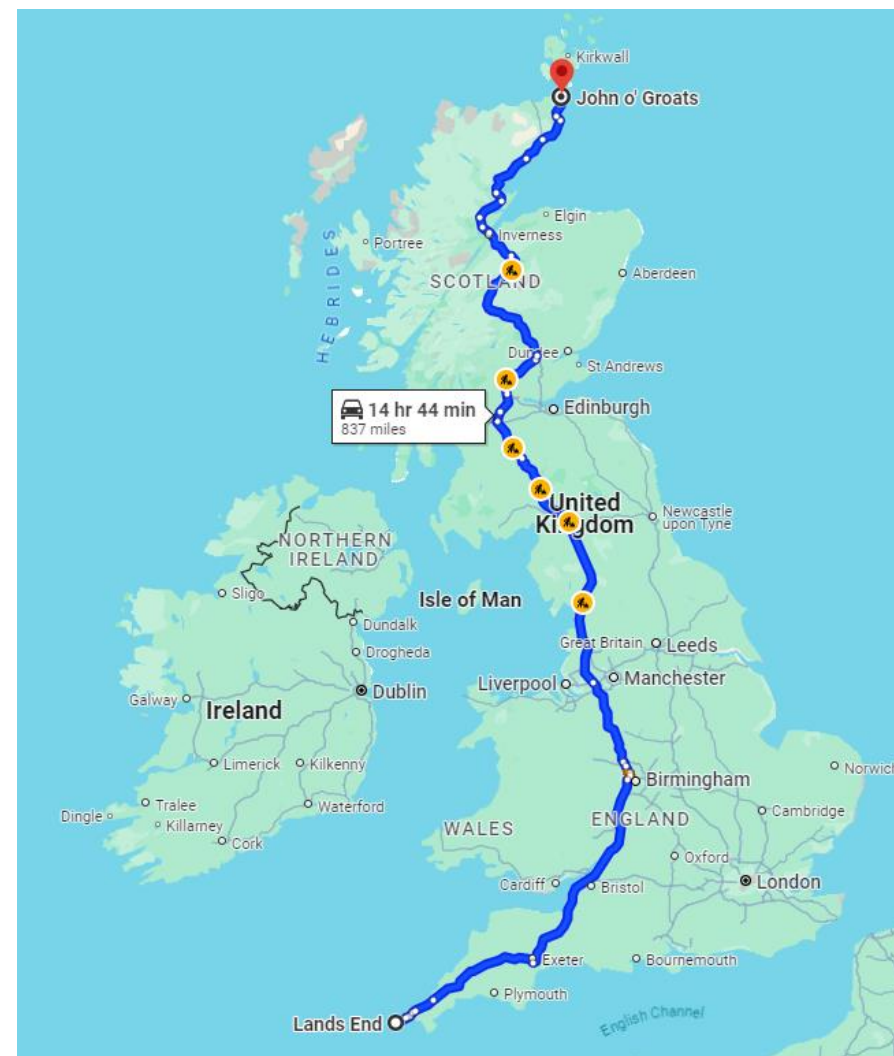 Kirkwall
John o' Groats
Elgin
Inverness
Portree
HEBRIDES
SCOTLAND
Aberdeen
Dundee
St Andrews
14 hr 44 min
837 miles
Edinburgh
United
Kingdom
Newcastle
upon Tyne
NORTHERN
IRELAND
Sligo
Isle of Man
Dundalk
Great Britain
Leeds
Drogheda
Manchester
Liverpool
Dublin
Galway
Ireland
Limerick
Kilkenny
Birmingham
Norwich
Tralee
Waterford
Dingle
Killarney
Cambridge
WALES
ENGLAND
Cork
Oxford
Cardiff
Bristol
London
Exeter
Bournemouth
Plymouth
English Channel
Lands End